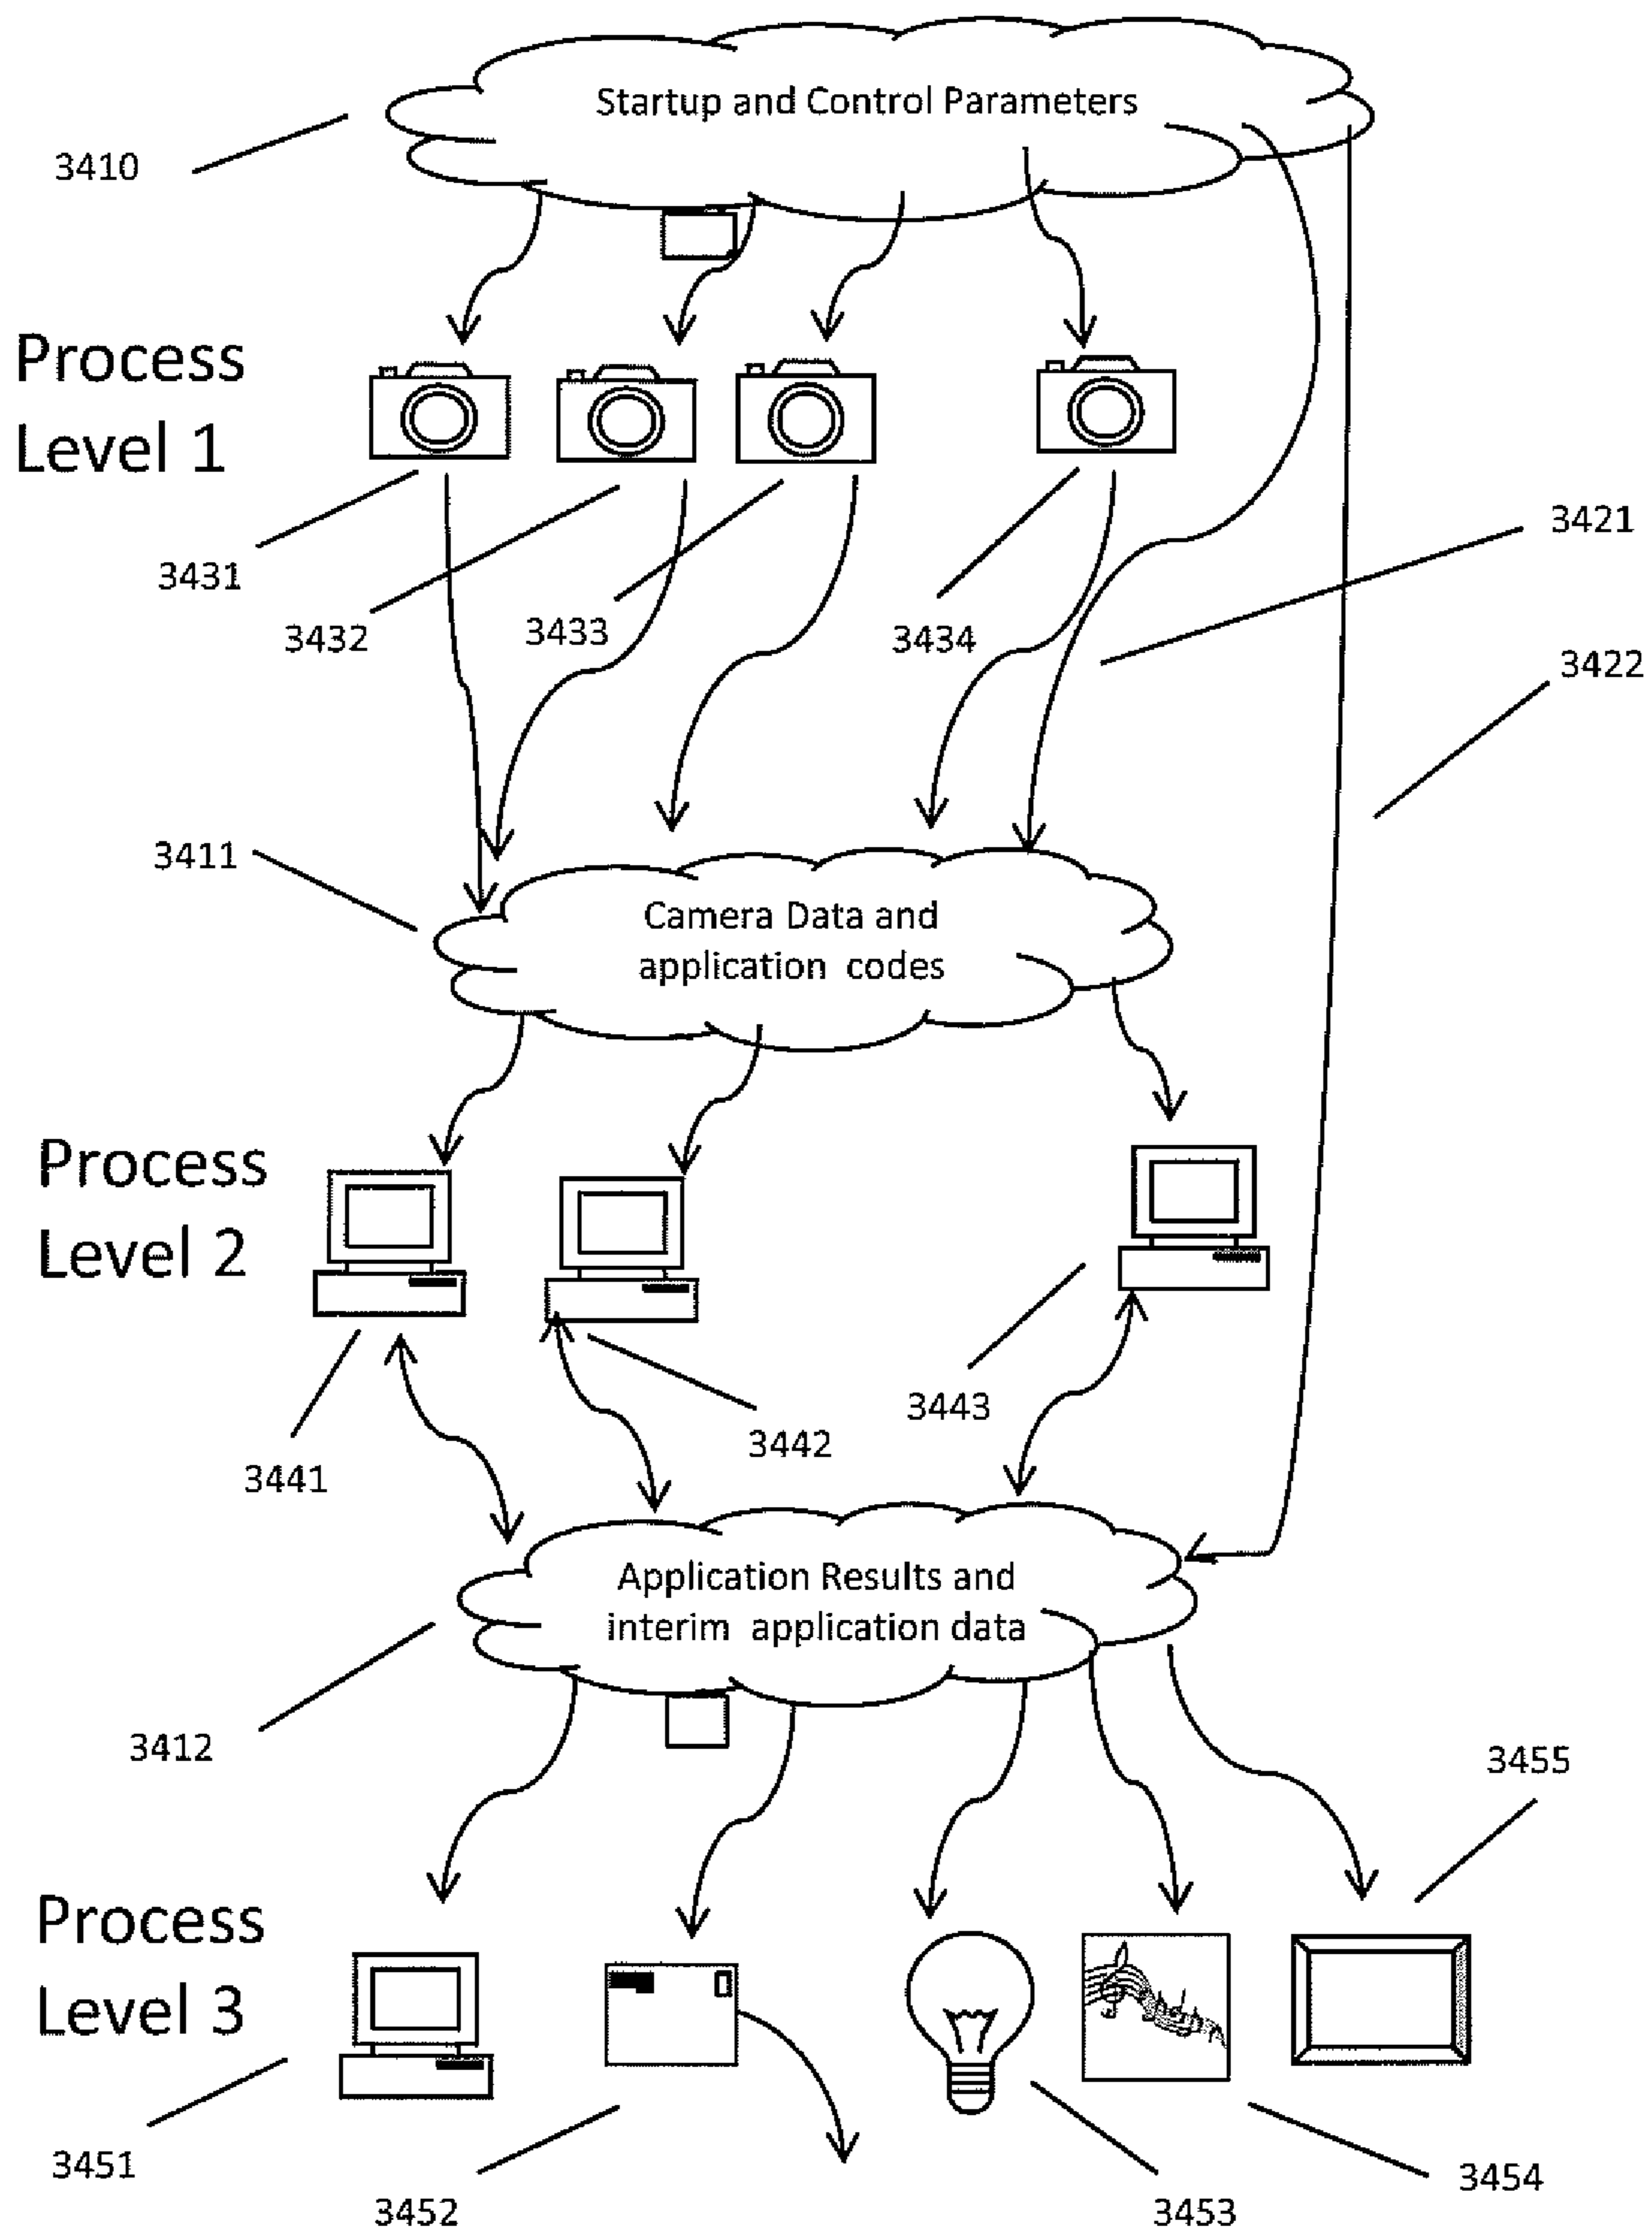 Startup and Control Parameters
3410
Process
Level 1
3421
3431
3432
3433
3434
3422
3411
Camera Data and
application codes
Process
Level 2
3443
3442
3441
Application Results and
interim application data
3412
3455
Process
Level 3
3451
3454
3452
3453